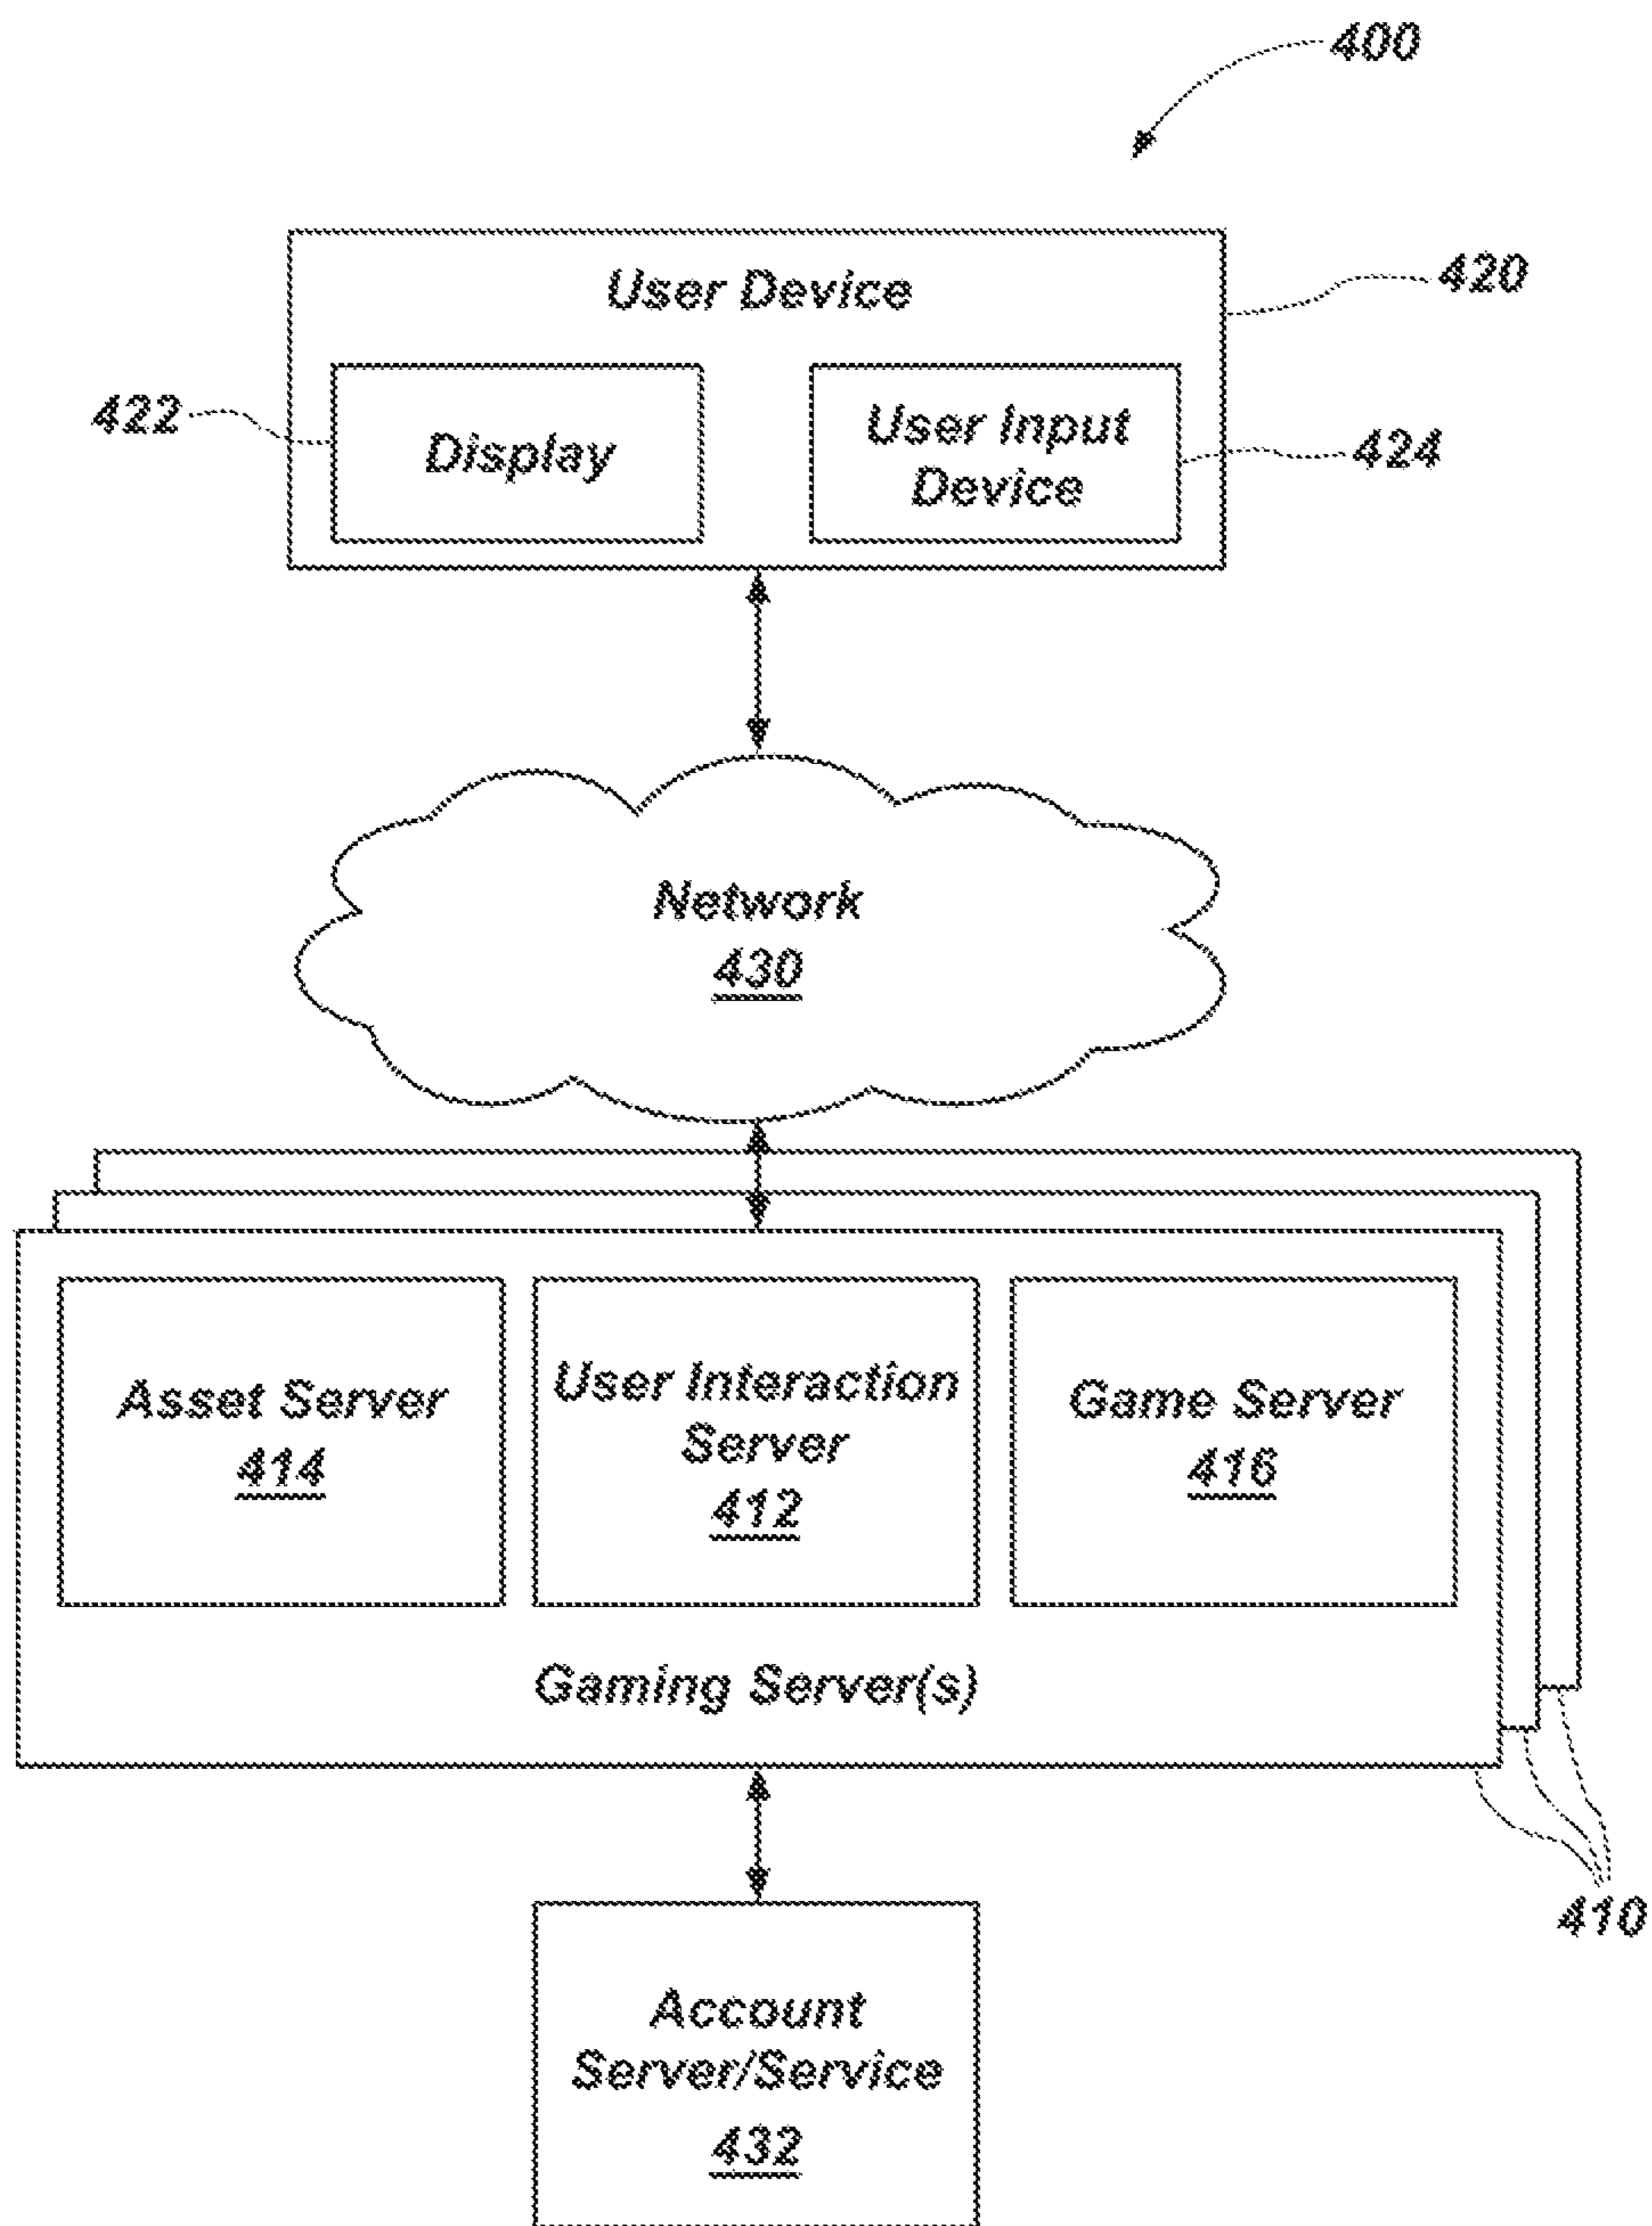 400
User Device
420
422
Display
User Input
Device
424
Network
430
Asset Server
414
User Interaction
Server
412
Game Server
416
Gaming Server(s)
410
Account
Server/Service
432